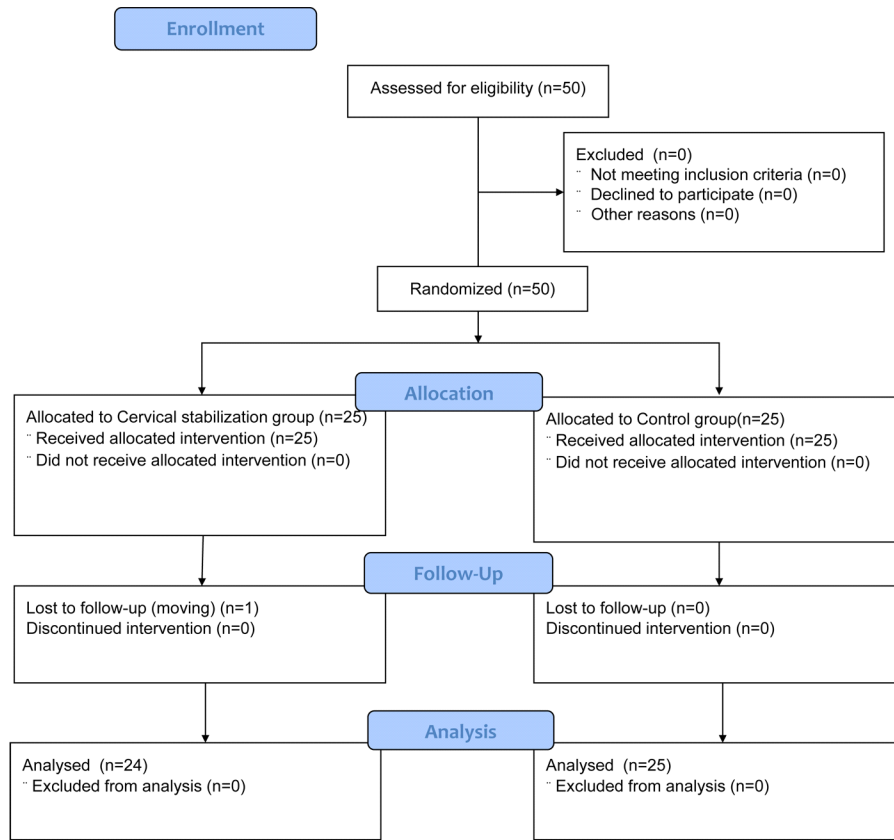 Enrollment
Assessed for eligibility (n=50)
Excluded (n=0)
¨ Not meeting inclusion criteria (n=0)
¨ Declined to participate (n=0)
¨ Other reasons (n=0)
Randomized (n=50)
Allocation
Allocated to Cervical stabilization group (n=25)
¨ Received allocated intervention (n=25)
¨ Did not receive allocated intervention (n=0)
Allocated to Control group(n=25)
¨ Received allocated intervention (n=25)
¨ Did not receive allocated intervention (n=0)
Follow-Up
Lost to follow-up (moving) (n=1)
Discontinued intervention (n=0)
Lost to follow-up (n=0)
Discontinued intervention (n=0)
Analysis
Analysed (n=24)
¨ Excluded from analysis (n=0)
Analysed (n=25)
¨ Excluded from analysis (n=0)